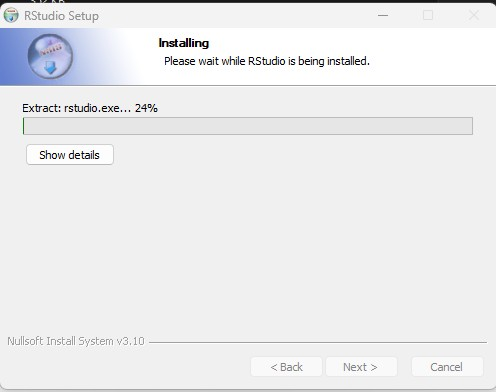 RStudio Setup
Installing
Please wait while RStudio is being installed.
Extract: rstudio.exe... 24%
Show details
Nullsoft Install System v3.10
< Back
Next >
Cancel